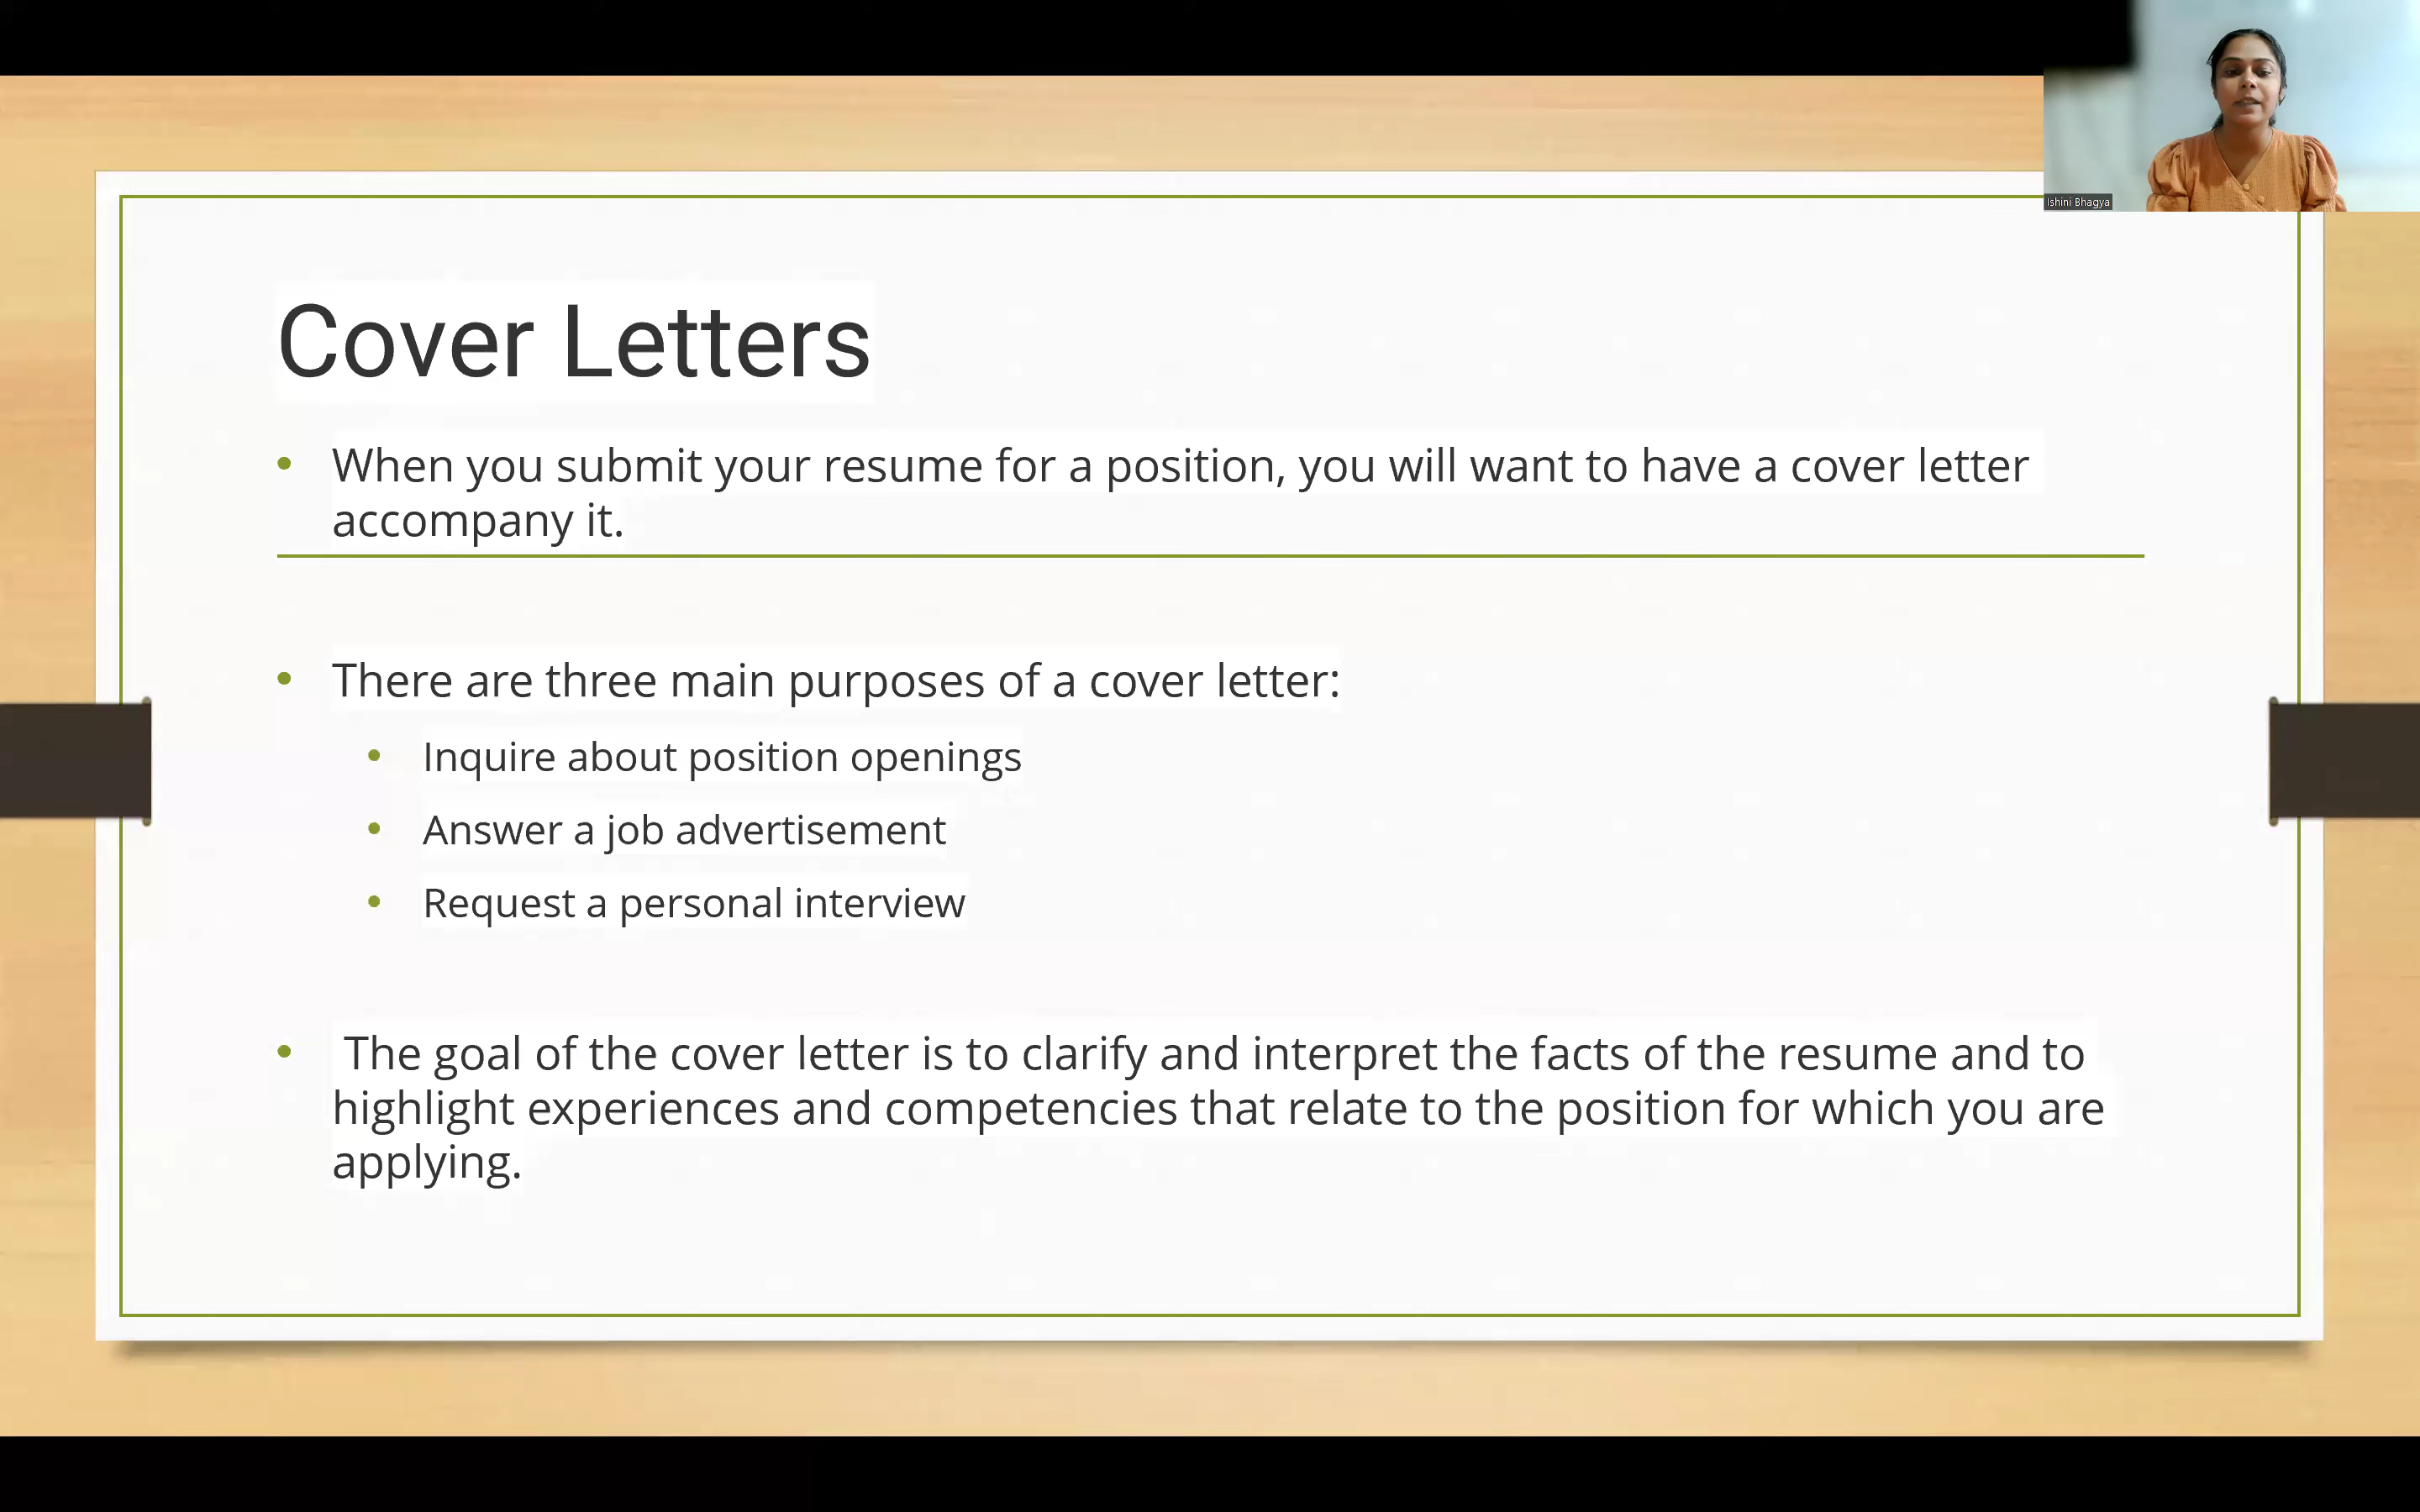 Ishini Bhagya
Cover Letters
• When you submit your resume for a position, you will want to have a cover letter
accompany it.
• There are three main purposes of a cover letter:
• Inquire about position openings
• Answer a job advertisement
• Request a personal interview
• The goal of the cover letter is to clarify and interpret the facts of the resume and to
highlight experiences and competencies that relate to the position for which you are
applying.